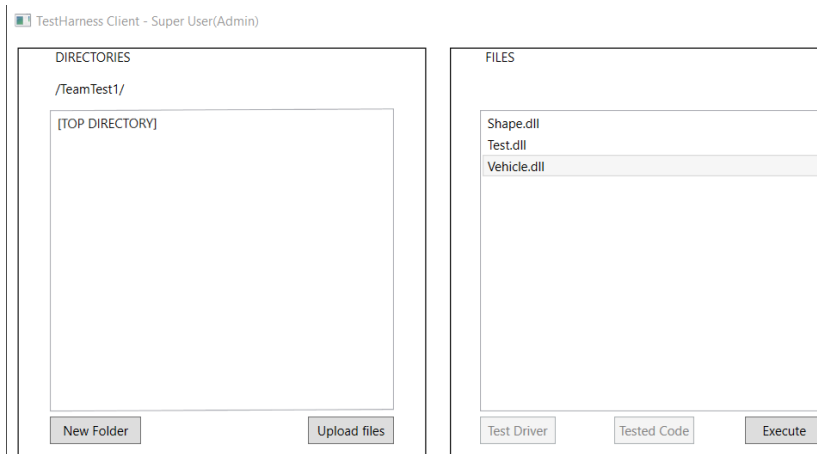 TestHarness Client - Super User(Admin)
DIRECTORIES
/TeamTest1/
[TOP DIRECTORY]
New Folder
Upload files
FILES
Shape.dll
Test.dll
Vehicle.dll
Test Driver
Tested Code
Execute